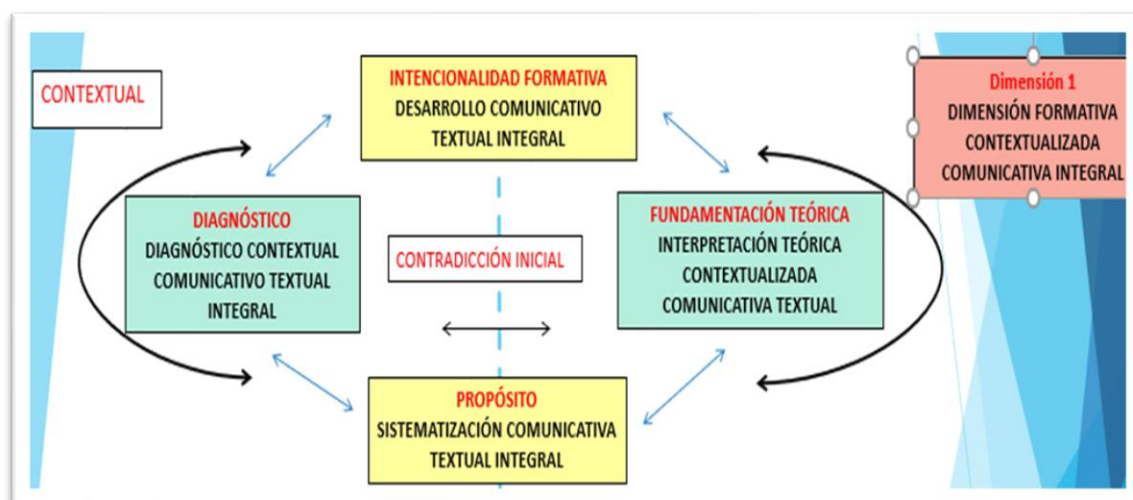 CONTEXTUAL
INTENCIONALIDAD FORMATIVA
DESARROLLO COMUNICATIVO
TEXTUAL INTEGRAL
Dimensión 1
DIMENSIÓN FORMATIVA
CONTEXTUALIZADA
COMUNICATIVA INTEGRAL
DIAGNÓSTICO
DIAGNÓSTICO CONTEXTUAL
COMUNICATIVO TEXTUAL
INTEGRAL
CONTRADICCIÓN INICIAL
FUNDAMENTACIÓN TEÓRICA
INTERPRETACIÓN TEÓRICA
CONTEXTUALIZADA
COMUNICATIVA TEXTUAL
PROPÓSITO
SISTEMATIZACIÓN COMUNICATIVA
TEXTUAL INTEGRAL